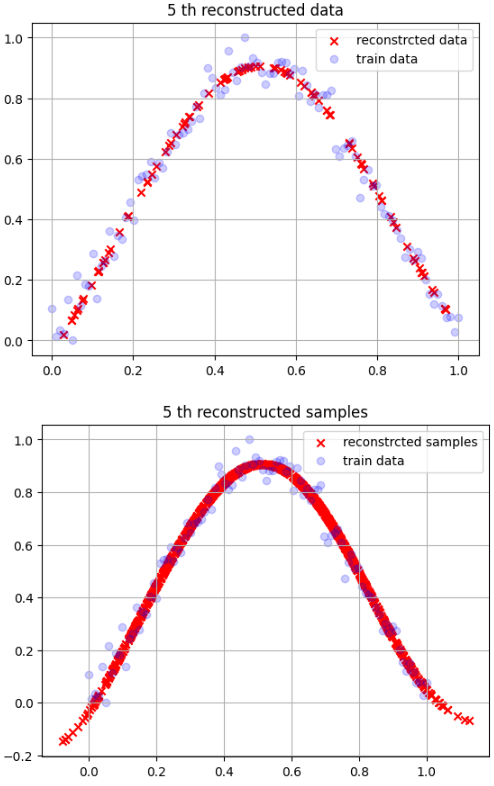 5 th reconstructed data
1.0
reconstrcted data
train data
0.8
0.6
0.4
0.2
0.0
0.0 0.2 0.4 0.6 0.8 1.0
5 th reconstructed samples
1.0
reconstrcted samples
train data
0.8
0.6
0.4
0.2
0.0
−0.2
0.0 0.2 0.4 0.6 0.8 1.0